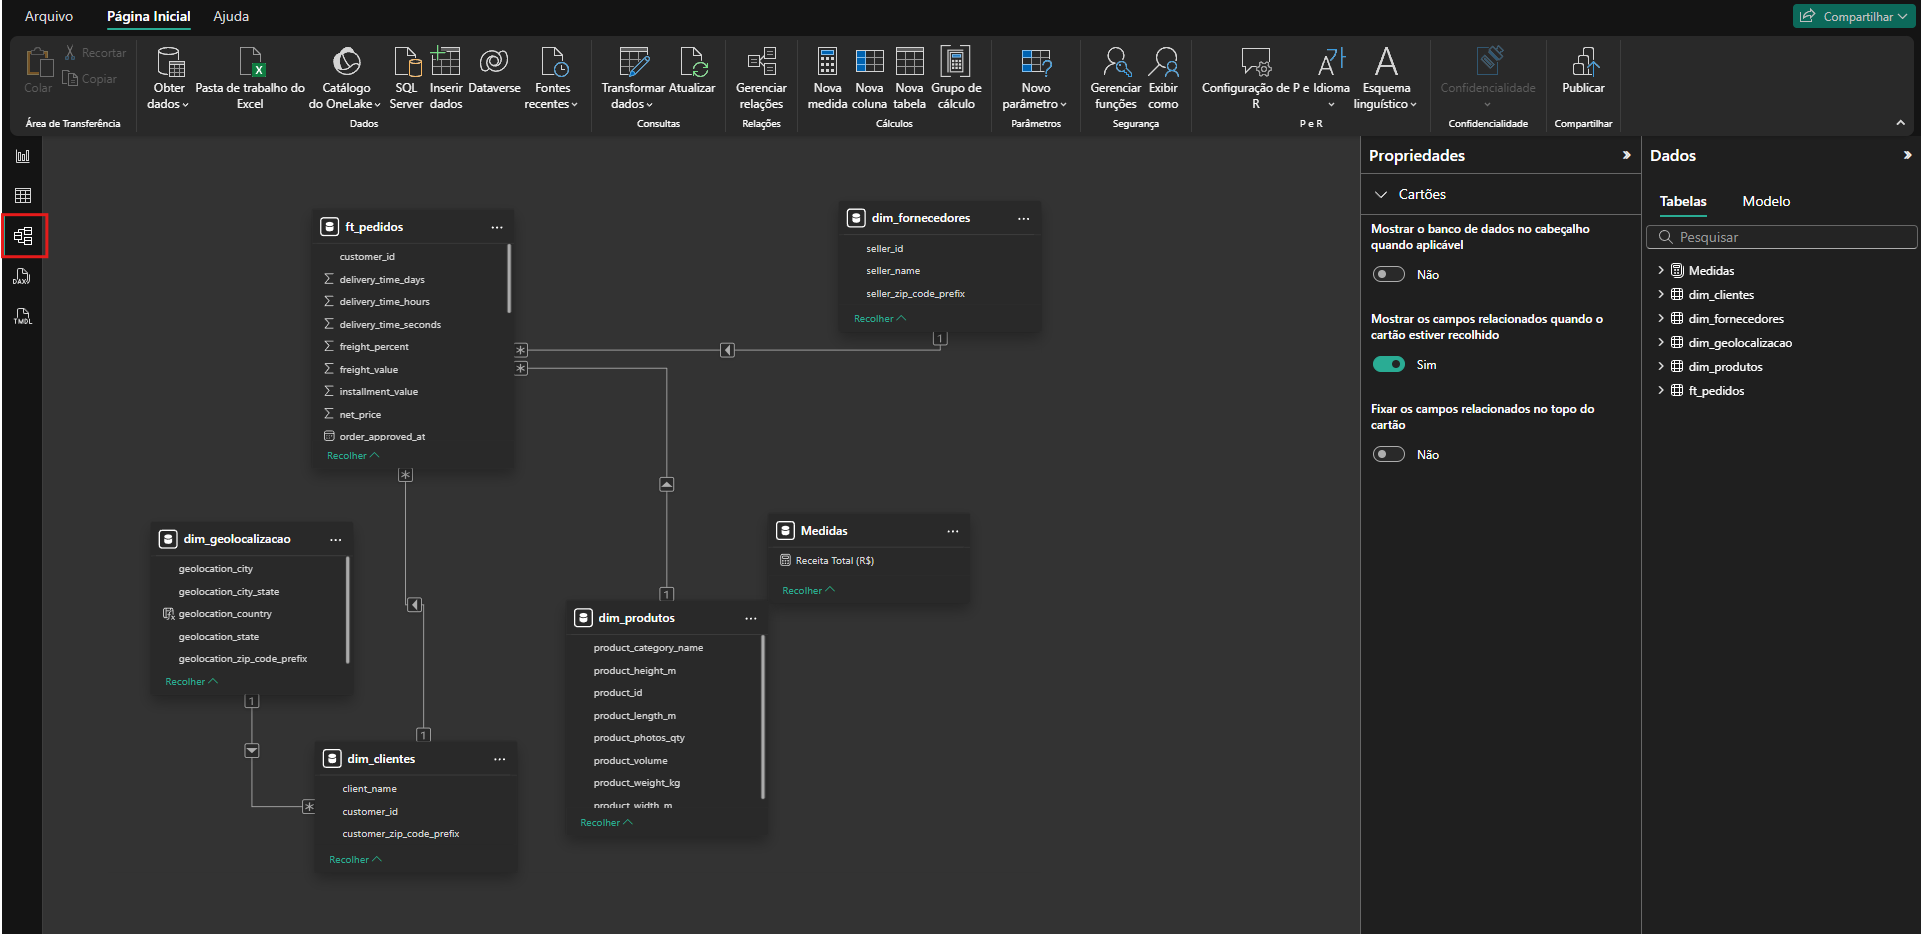 Arquivo
Página Inicial
Ajuda
Compartilhar
Colar
Recortar
Copiar
Área de Transferência
Obter
dados
Pasta de trabalho do
Excel
Catálogo
do OneLake
SQL
Server
Inserir
dados
Dataverse
Fontes
recentes
Dados
Transformar
dados
Atualizar
Consultas
Gerenciar
relações
Relações
Nova
medida
Nova
coluna
Nova
tabela
Grupo de
cálculo
Cálculos
Novo
parâmetro
Parâmetros
Gerenciar
funções
Exibir
como
Segurança
Configuração de P e
R
Idioma
Esquema
linguístico
P e R
Confidencialidade
Confidencialidade
Publicar
Compartilhar
DAX
TMDL
ft_pedidos
customer_id
delivery_time_days
delivery_time_hours
delivery_time_seconds
freight_percent
freight_value
installment_value
net_price
order_approved_at
Recolher
dim_fornecedores
seller_id
seller_name
seller_zip_code_prefix
Recolher
1
*
*
*
dim_geolocalizacao
geolocation_city
geolocation_city_state
geolocation_country
geolocation_state
geolocation_zip_code_prefix
Recolher
1
Medidas
Receita Total (R$)
Recolher
1
dim_produtos
product_category_name
product_height_m
product_id
product_length_m
product_photos_qty
product_volume
product_weight_kg
product_width_m
Recolher
1
*
dim_clientes
client_name
customer_id
customer_zip_code_prefix
Recolher
Propriedades
Cartões
Mostrar o banco de dados no cabeçalho
quando aplicável
Não
Mostrar os campos relacionados quando o
cartão estiver recolhido
Sim
Fixar os campos relacionados no topo do
cartão
Não
Dados
Tabelas
Modelo
Pesquisar
Medidas
dim_clientes
dim_fornecedores
dim_geolocalizacao
dim_produtos
ft_pedidos